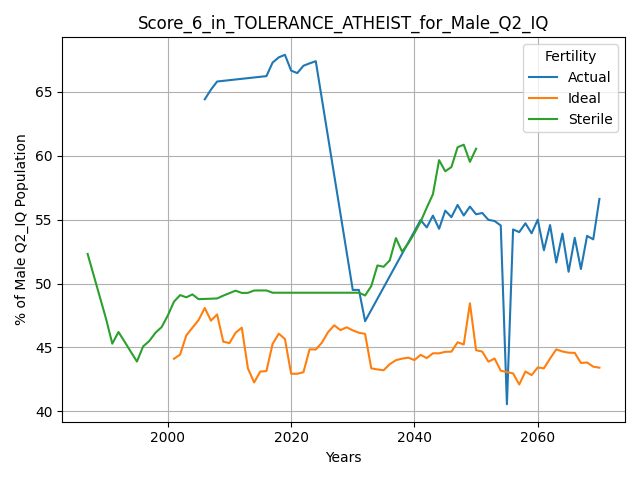 Score_6_in_TOLERANCE_ATHEIST_for_Male_Q2_IQ
% of Male Q2_IQ Population
65
60
55
50
45
40
2000
2020
2040
2060
Years
Fertility
Actual
Ideal
Sterile